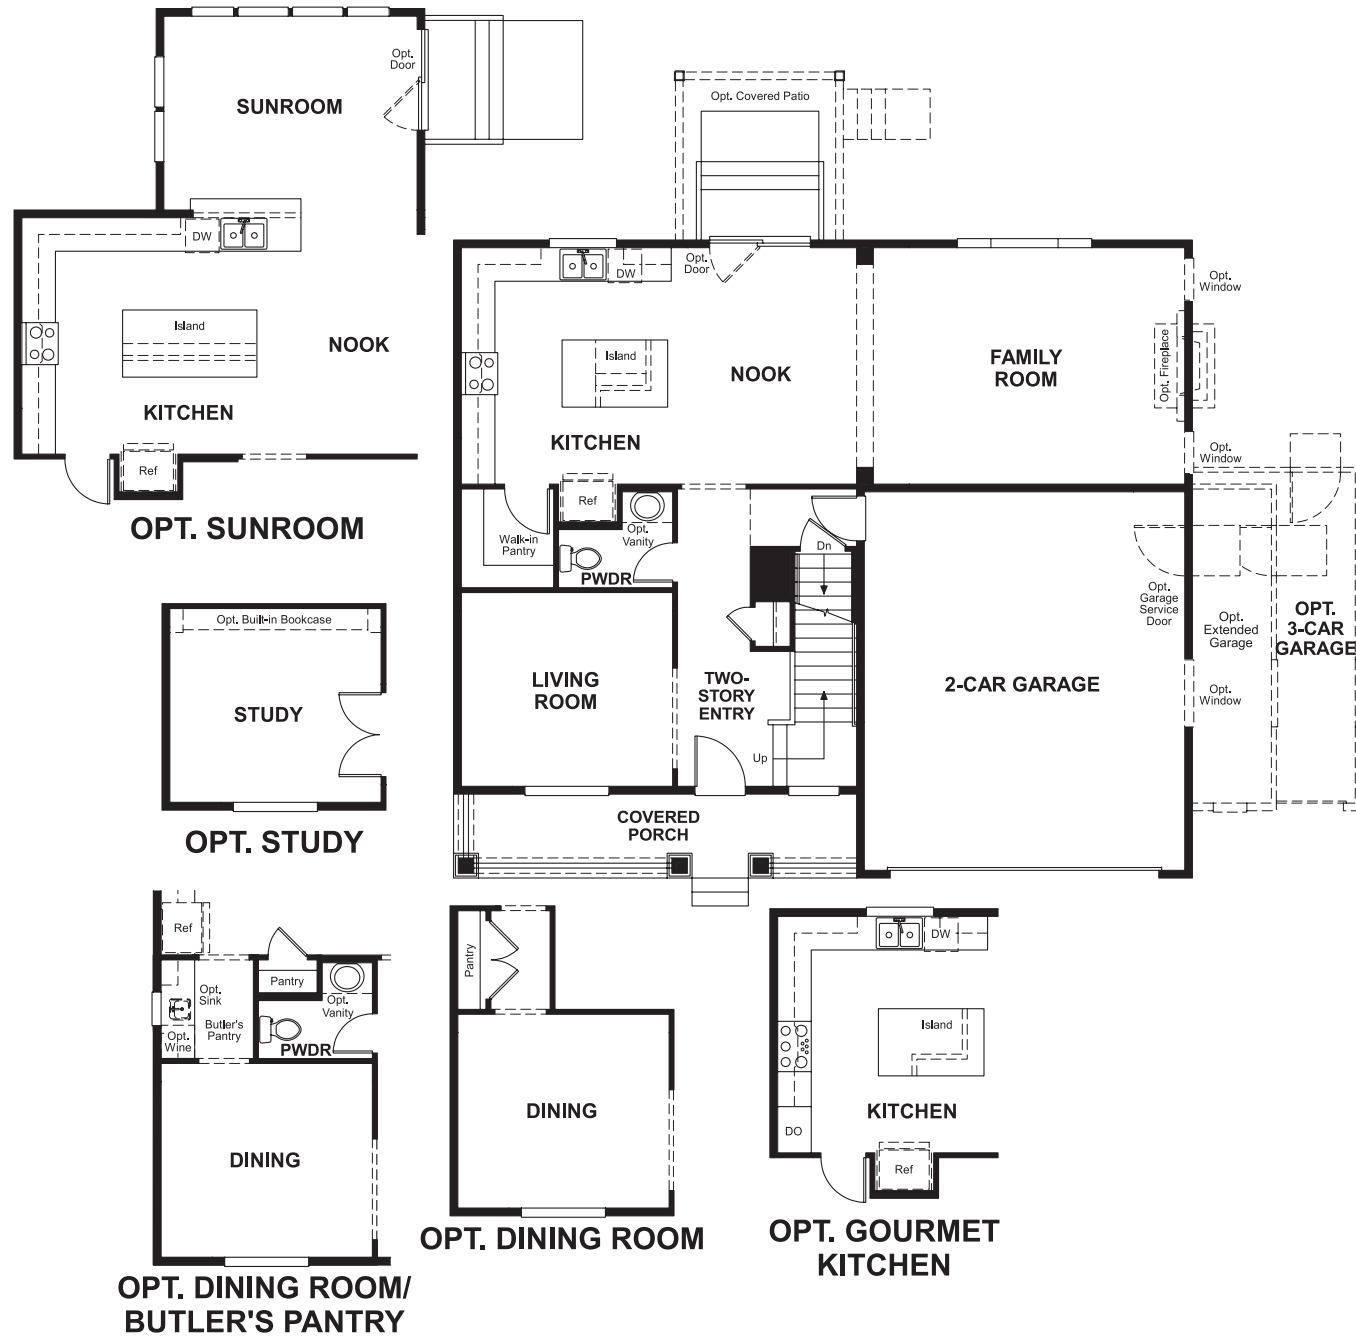 Opt.
Door
SUNROOM
DW
Island
NOOK
KITCHEN
Ref
OPT. SUNROOM
Opt. Covered Patio
Opt.
Door
DW
Island
NOOK
KITCHEN
Ref
FAMILY
ROOM
Opt. Fireplace
Opt.
Window
Opt.
Window
Walk-in
Pantry
Opt.
Vanity
PWDR
Dn
LIVING
ROOM
TWO-
STORY
ENTRY
Up
2-CAR GARAGE
Opt.
Garage
Service
Door
Opt.
Extended
Garage
OPT.
3-CAR
GARAGE
Opt.
Window
COVERED
PORCH
Opt. Built-in Bookcase
STUDY
OPT. STUDY
Ref
Opt.
Sink
Pantry
Opt.
Vanity
Butler's
Pantry
Opt.
Wine
PWDR
DINING
OPT. DINING ROOM/
BUTLER'S PANTRY
Pantry
DINING
OPT. DINING ROOM
DW
Island
KITCHEN
DO
Ref
OPT. GOURMET
KITCHEN